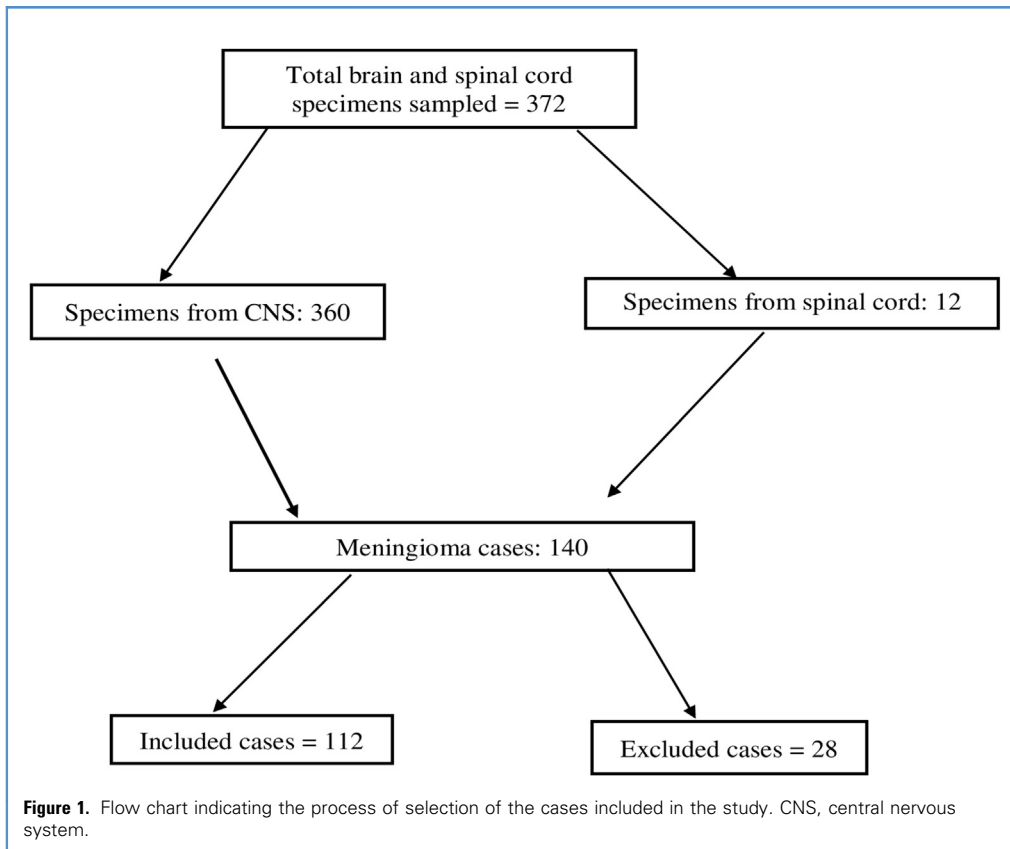 Total brain and spinal cord
specimens sampled = 372
Specimens from CNS: 360
Specimens from spinal cord: 12
Meningioma cases: 140
Included cases = 112
Excluded cases = 28
Figure 1. Flow chart indicating the process of selection of the cases included in the study. CNS, central nervous
system.